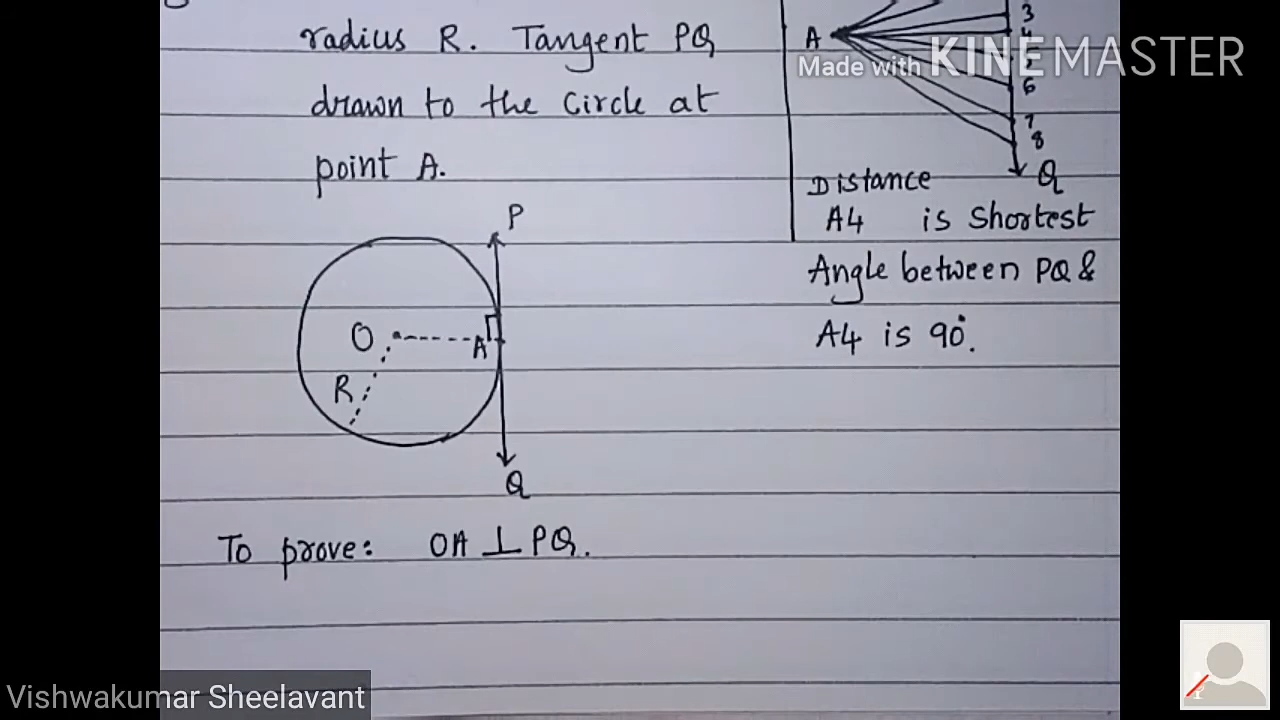 radius R. Tangent PQ
drawn to the circle at
point A.
P
O
A
R
Q
To prove: OA ⊥ PQ.
3
4
A
5
6
7
8
Q
Distance
A4 is shortest
Angle between PQ &
A4 is 90°.
Made with KINEMASTER
Vishwakumar Sheelavant